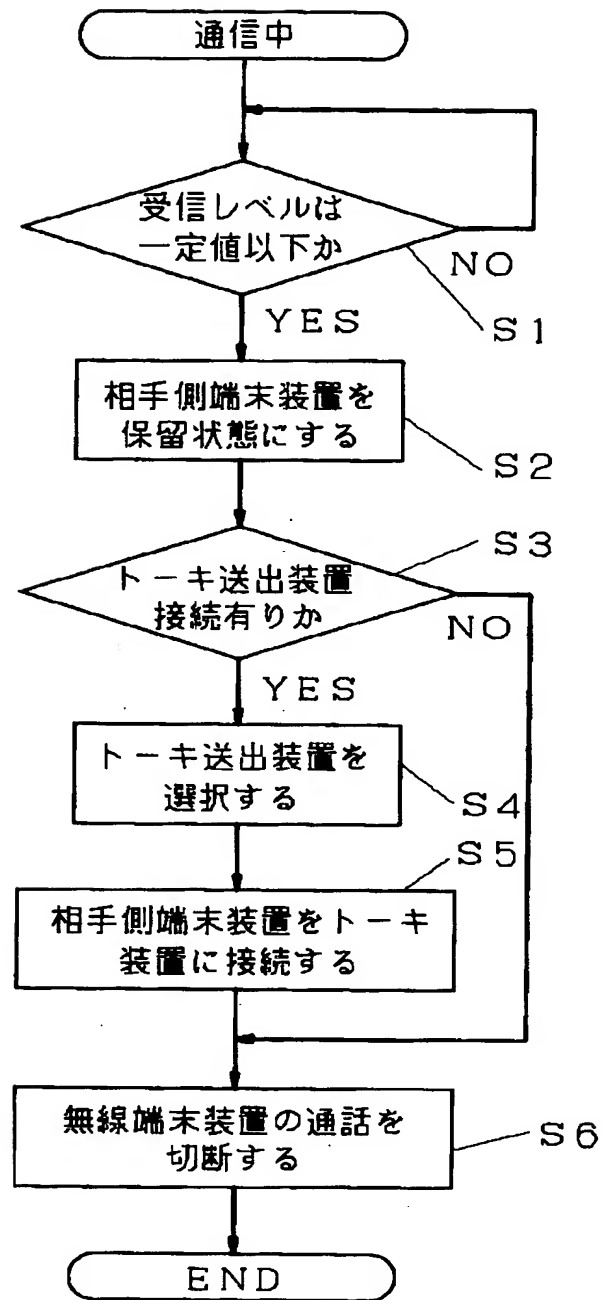 通信中
受信レベルは
一定値以下か
NO
YES
S1
相手側端末装置を
保留状態にする
S2
S3
トーキ送出装置
接続有りか
NO
YES
トーキ送出装置を
選択する
S4
S5
相手側端末装置をトーキ
装置に接続する
無線端末装置の通話を
切断する
S6
END